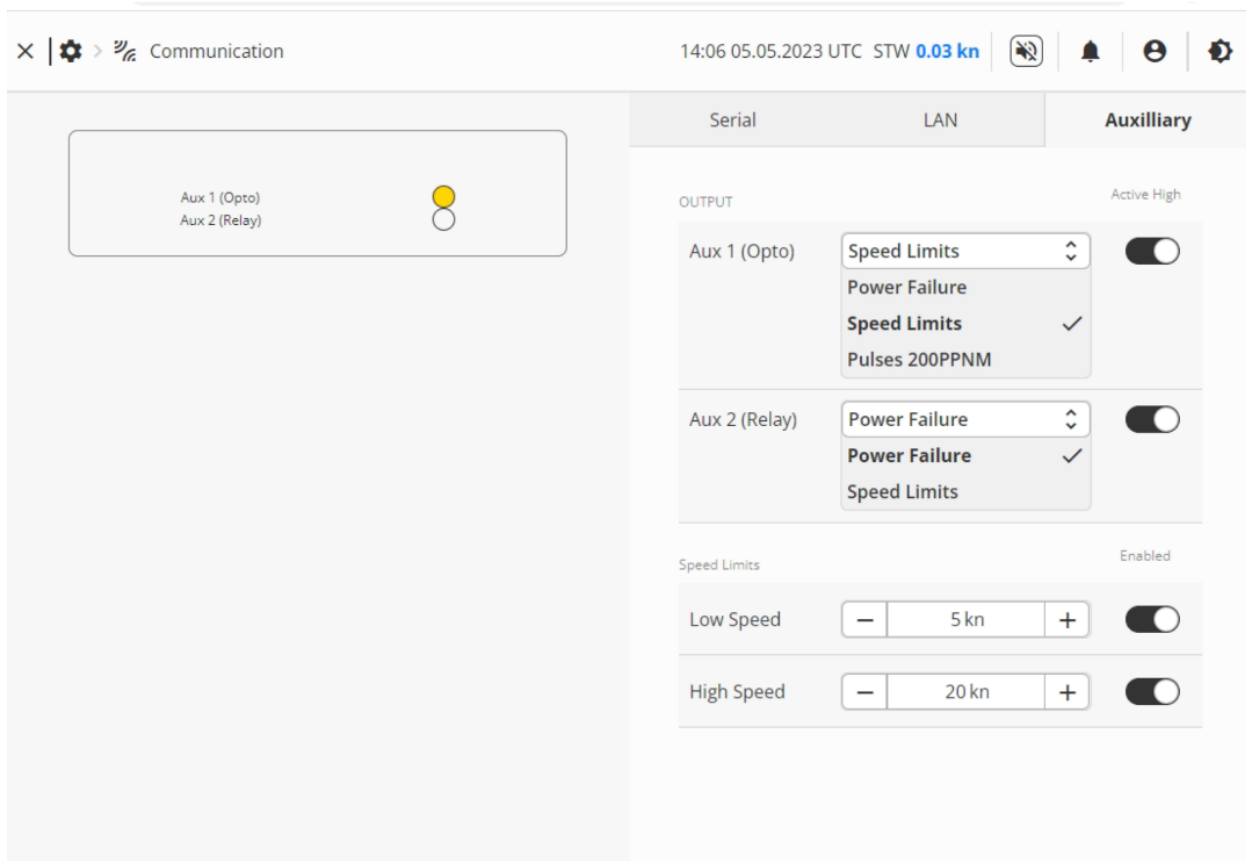 Communication
14:06 05.05.2023 UTC STW 0.03 kn
Aux 1 (Opto)
Aux 2 (Relay)
Serial LAN Auxilliary
OUTPUT Active High
Aux 1 (Opto) Speed Limits
Power Failure
Speed Limits
Pulses 200PPNM
Aux 2 (Relay) Power Failure
Power Failure
Speed Limits
Speed Limits Enabled
Low Speed − 5 kn +
High Speed − 20 kn +